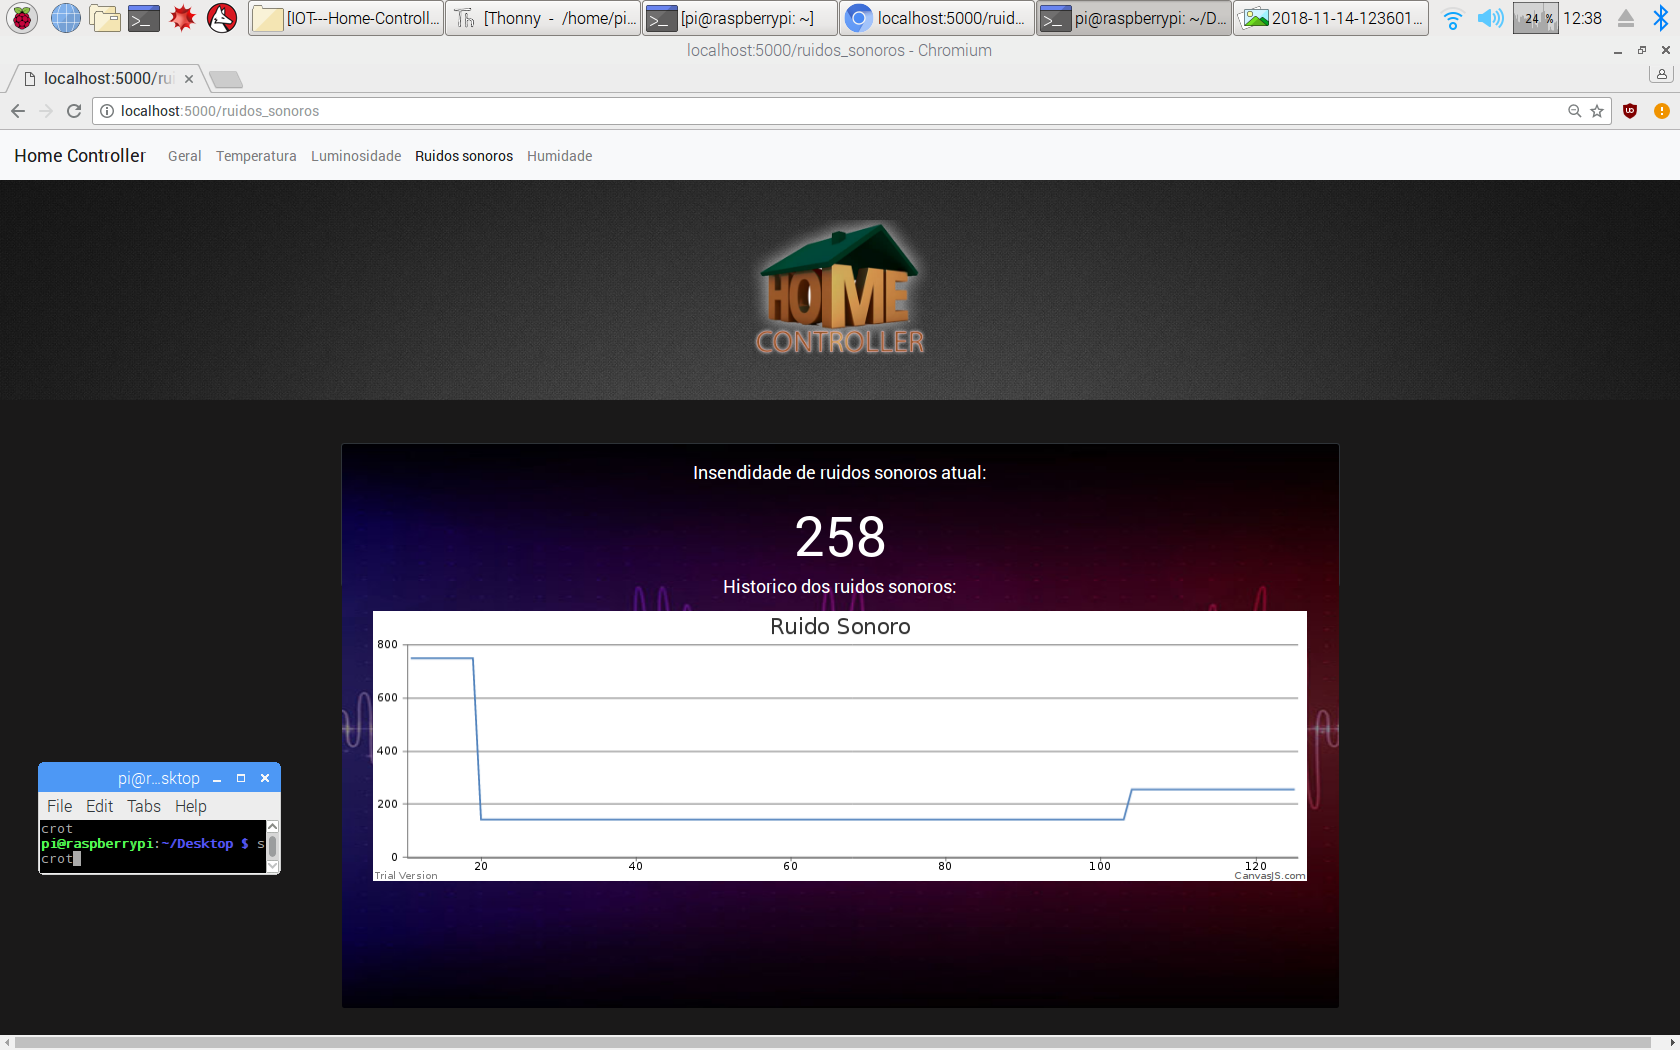 [IOT---Home-Controll... [Thonny - /home/pi... [pi@raspberrypi: ~] localhost:5000/ruid... pi@raspberrypi: ~/D... 2018-11-14-123601... 24 % 12:38
localhost:5000/ruidos_sonoros - Chromium
localhost:5000/rui
localhost:5000/ruidos_sonoros
Home Controller Geral Temperatura Luminosidade Ruidos sonoros Humidade
HOME
CONTROLLER
Insendidade de ruidos sonoros atual:
258
Historico dos ruidos sonoros:
Ruido Sonoro
800
600
400
200
0
20 40 60 80 100 120
Trial Version CanvasJS.com
pi@r...sktop
File Edit Tabs Help
crot
pi@raspberrypi:~/Desktop $ s
crot